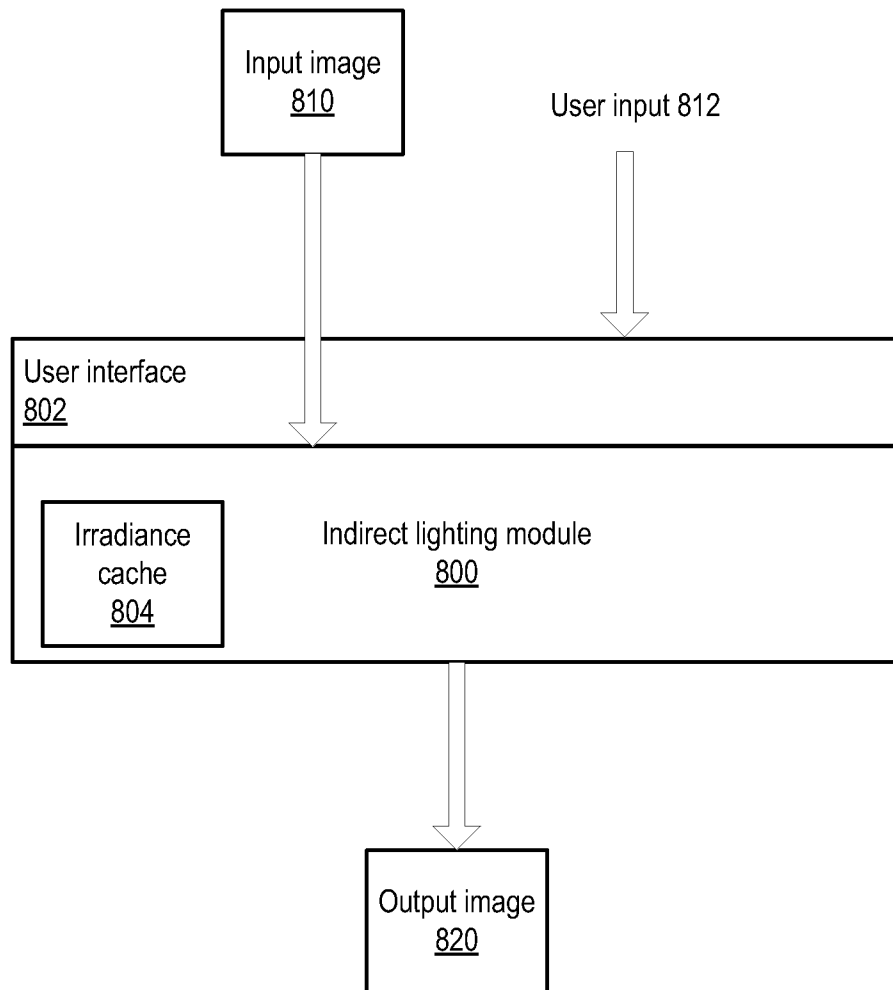 Input image
810
User input 812
User interface
802
Irradiance
cache
804
Indirect lighting module
800
Output image
820